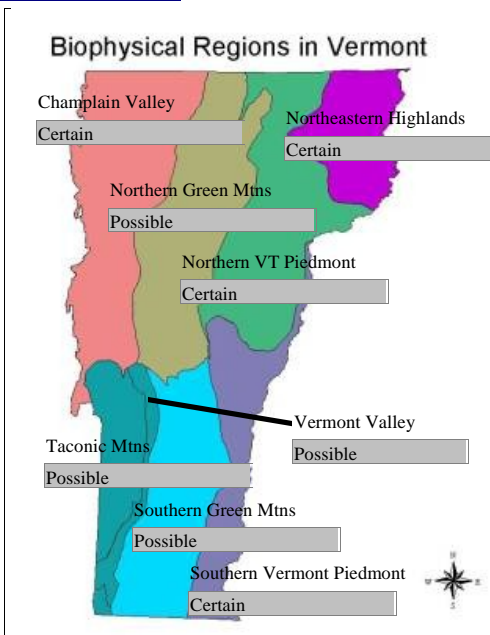 Biophysical Regions in Vermont
Champlain Valley
Certain
Northeastern Highlands
Certain
Northern Green Mtns
Possible
Northern VT Piedmont
Certain
Vermont Valley
Possible
Taconic Mtns
Possible
Southern Green Mtns
Possible
Southern Vermont Piedmont
Certain
N
W
E
S